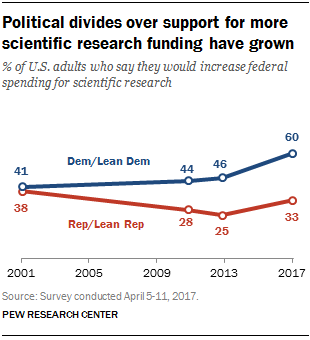 Political divides over support for more
scientific research funding have grown
% of U.S. adults who say they would increase federal
spending for scientific research
60
Dem/Lean Dem
44
46
41
38
Rep/Lean Rep
28
25
33
2001
2005
2009
2013
2017
Source: Survey conducted April 5-11, 2017.
PEW RESEARCH CENTER